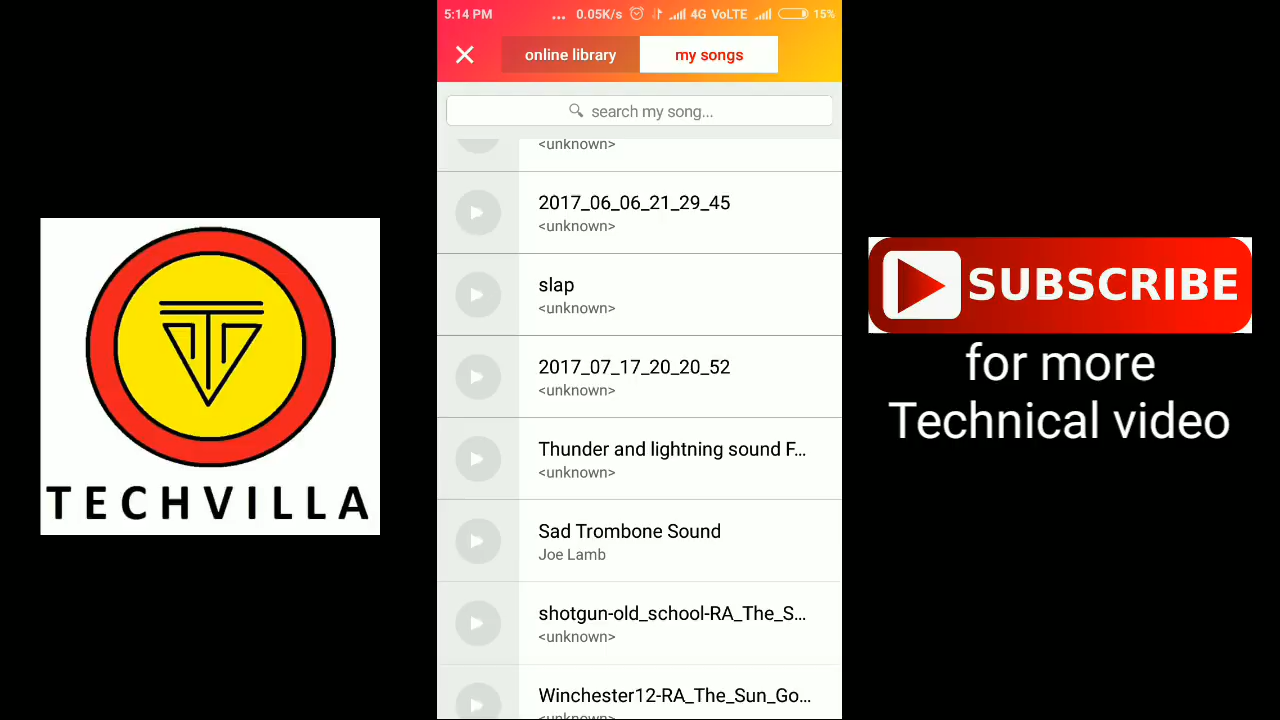 5:14 PM ... 0.05K/s 4G VoLTE 15%
online library my songs
search my song...
<unknown>
2017_06_06_21_29_45
<unknown>
slap
<unknown>
2017_07_17_20_20_52
<unknown>
Thunder and lightning sound F...
<unknown>
Sad Trombone Sound
Joe Lamb
shotgun-old_school-RA_The_S...
<unknown>
Winchester12-RA_The_Sun_Go...
<unknown>
TECHVILLA
SUBSCRIBE
for more
Technical video